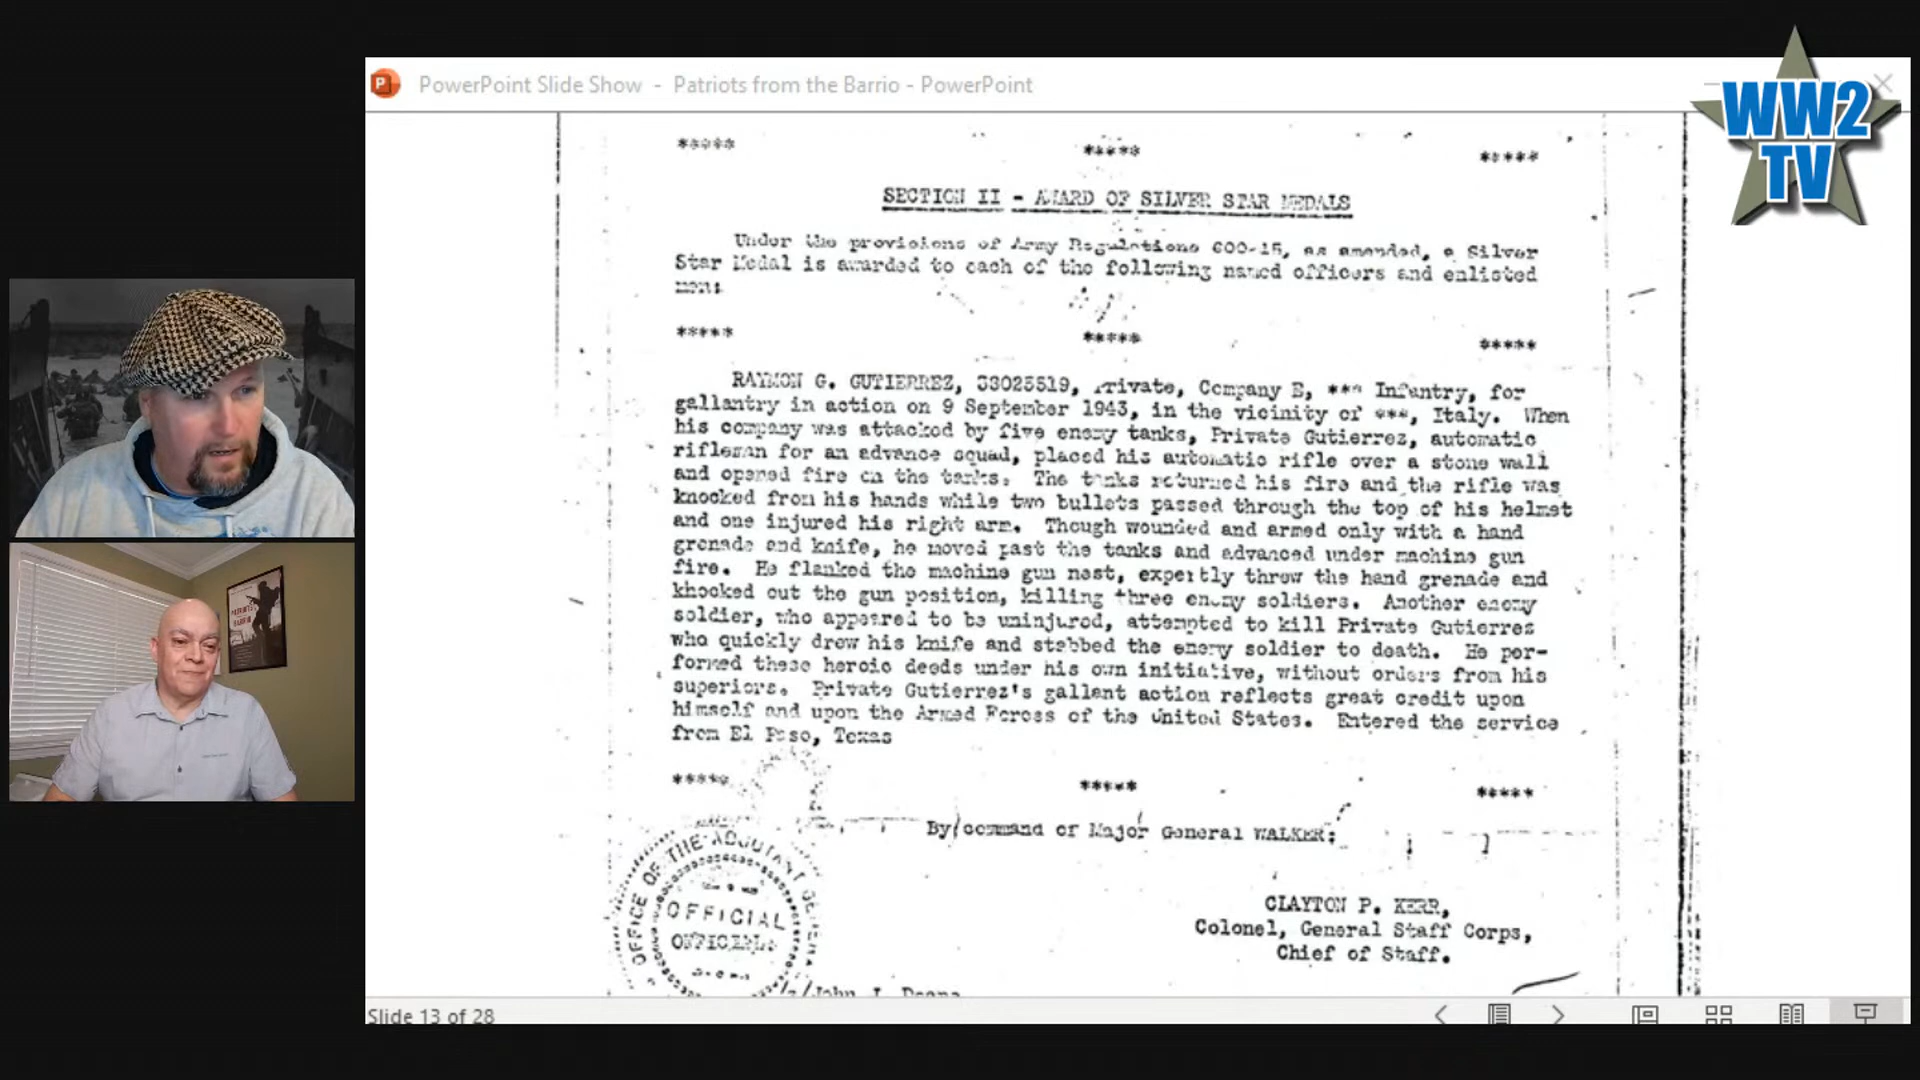 PowerPoint Slide Show - Patriots from the Barrio - PowerPoint
WW2
TV
***** ***** *****
SECTION II - AWARD OF SILVER STAR MEDALS
Under the provisions of Army Regulations 600-15, as amended, a Silver
Star Medal is awarded to each of the following named officers and enlisted
men:
***** ***** *****
RAYMON G. GUTIERREZ, 38025519, Private, Company E, *** Infantry, for
gallantry in action on 9 September 1943, in the vicinity of ***, Italy. When
his company was attacked by five enemy tanks, Private Gutierrez, automatic
rifleman for an advance squad, placed his automatic rifle over a stone wall
and opened fire on the tanks. The tanks returned his fire and the rifle was
knocked from his hands while two bullets passed through the top of his helmet
and one injured his right arm. Though wounded and armed only with a hand
grenade and knife, he moved past the tanks and advanced under machine gun
fire. He flanked the machine gun nest, expertly threw the hand grenade and
knocked out the gun position, killing three enemy soldiers. Another enemy
soldier, who appeared to be uninjured, attempted to kill Private Gutierrez
who quickly drew his knife and stabbed the enemy soldier to death. He per-
formed these heroic deeds under his own initiative, without orders from his
superiors. Private Gutierrez's gallant action reflects great credit upon
himself and upon the Armed Forces of the United States. Entered the service
from El Paso, Texas
***** ***** *****
By command of Major General WALKER:
OFFICE OF THE ADJUTANT GENERAL
OFFICIAL
OFFICIAL:
CLAYTON P. KERR,
Colonel, General Staff Corps,
Chief of Staff.
Slide 13 of 28